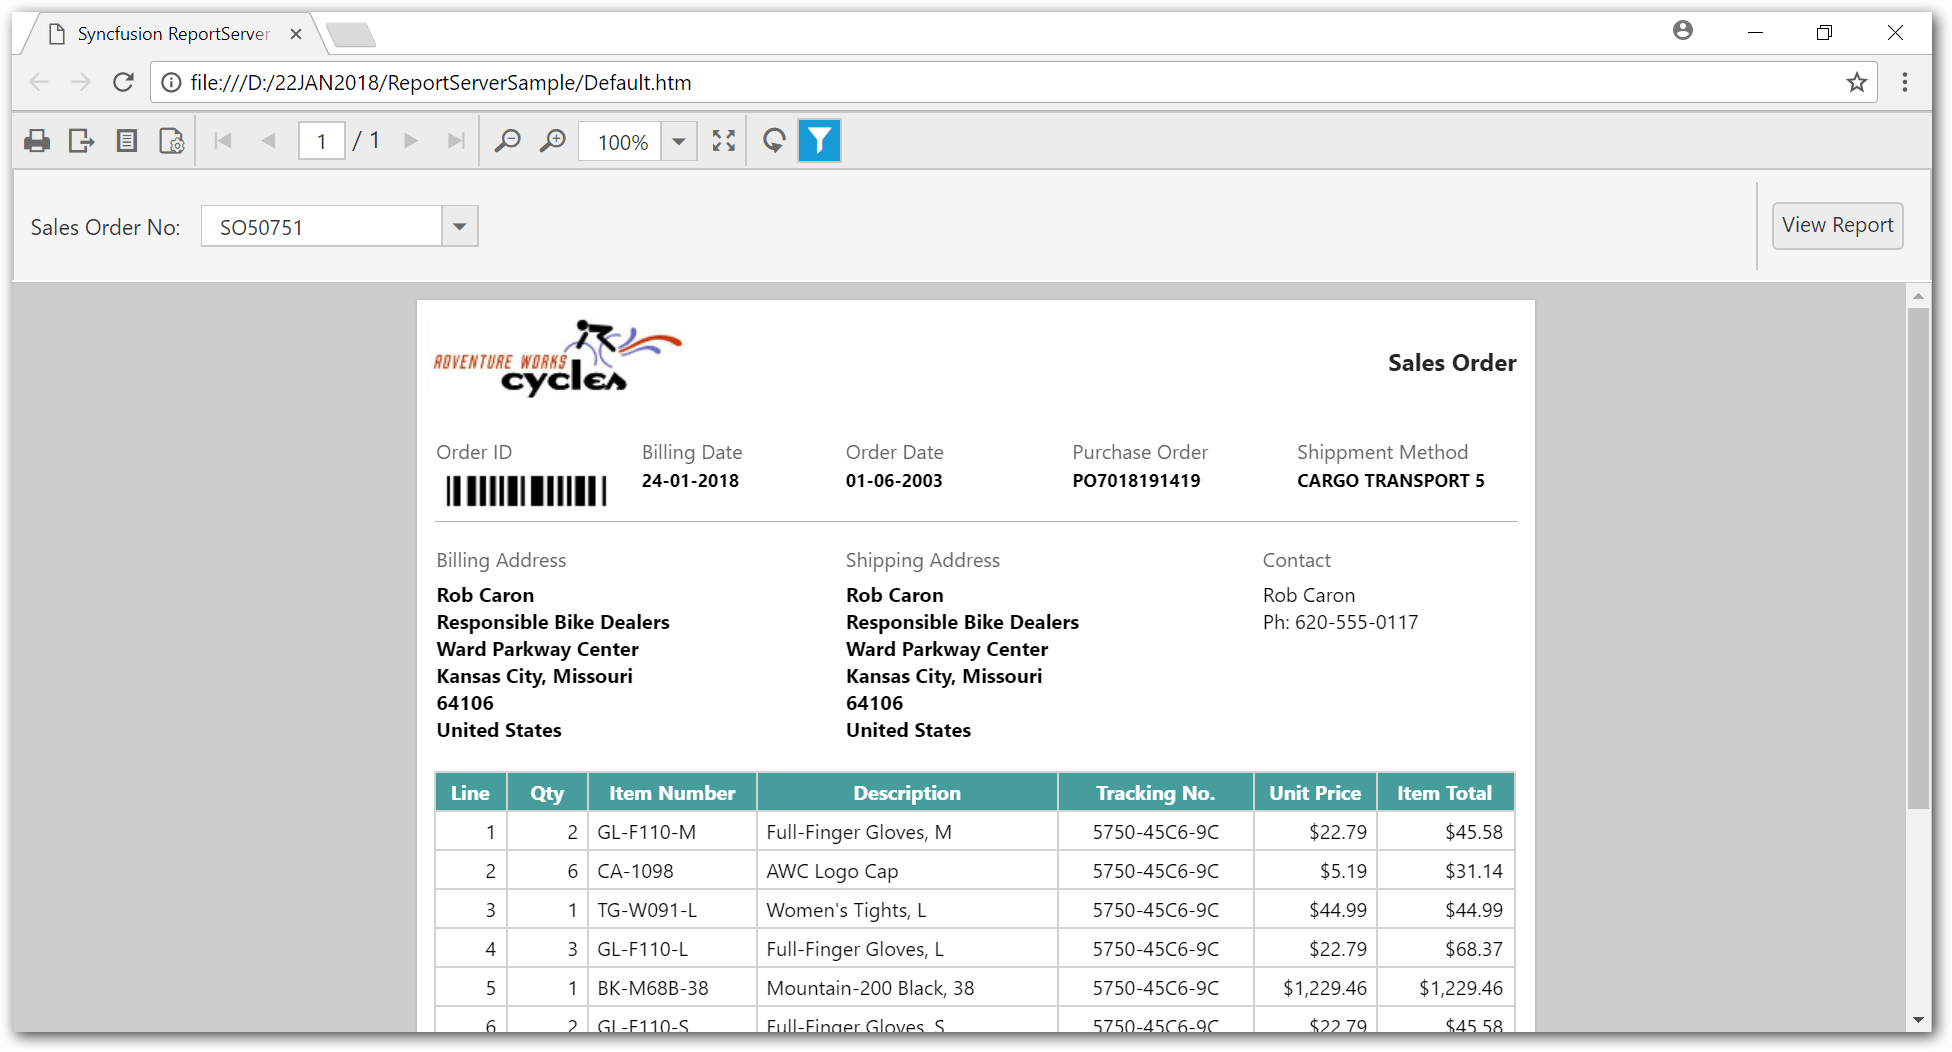 Syncfusion ReportServer
file:///D:/22JAN2018/ReportServerSample/Default.htm
1 / 1 100%
Sales Order No: SO50751 View Report
ADVENTURE WORKS
cycles
Sales Order
Order ID Billing Date Order Date Purchase Order Shippment Method
24-01-2018 01-06-2003 PO7018191419 CARGO TRANSPORT 5
Billing Address Shipping Address Contact
Rob Caron Rob Caron Rob Caron
Responsible Bike Dealers Responsible Bike Dealers Ph: 620-555-0117
Ward Parkway Center Ward Parkway Center
Kansas City, Missouri Kansas City, Missouri
64106 64106
United States United States
Line Qty Item Number Description Tracking No. Unit Price Item Total
1 2 GL-F110-M Full-Finger Gloves, M 5750-45C6-9C $22.79 $45.58
2 6 CA-1098 AWC Logo Cap 5750-45C6-9C $5.19 $31.14
3 1 TG-W091-L Women's Tights, L 5750-45C6-9C $44.99 $44.99
4 3 GL-F110-L Full-Finger Gloves, L 5750-45C6-9C $22.79 $68.37
5 1 BK-M68B-38 Mountain-200 Black, 38 5750-45C6-9C $1,229.46 $1,229.46
6 2 GL-F110-S Full-Finger Gloves, S 5750-45C6-9C $22.79 $45.58